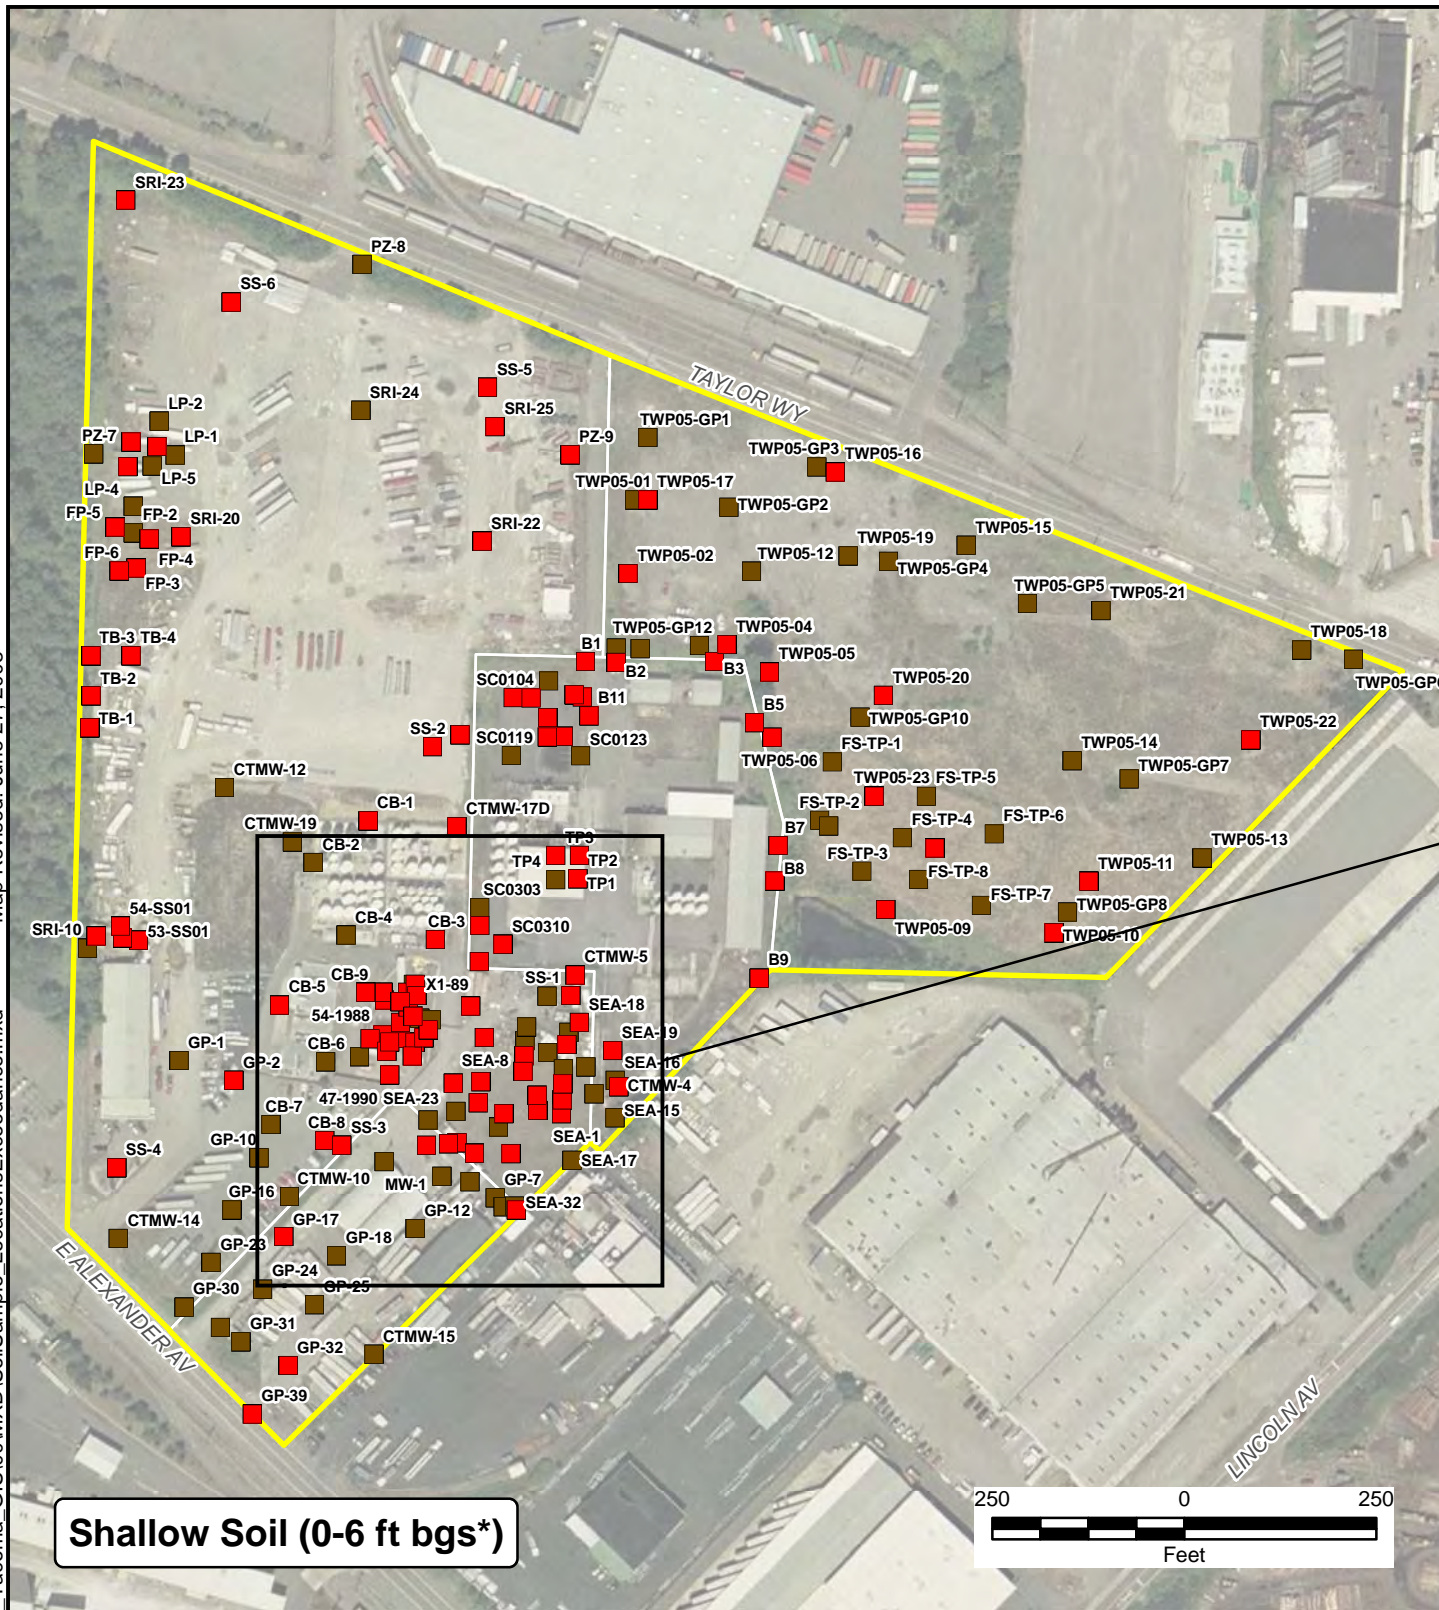 SRI-23
PZ-8
SS-6
SS-5
SRI-24
SRI-25
TAYLOR WY
LP-2
PZ-7
LP-1
PZ-9
TWP05-GP1
TWP05-GP3
TWP05-16
LP-5
LP-4
TWP05-01
TWP05-17
TWP05-GP2
FP-5
FP-2
SRI-20
SRI-22
TWP05-12
TWP05-19
TWP05-15
FP-6
FP-4
FP-3
TWP05-02
TWP05-GP4
TWP05-GP5
TWP05-21
TB-3
TB-4
B1
TWP05-GP12
TWP05-04
TWP05-18
B2
B3
TWP05-05
TWP05-GP6
TB-2
SC0104
B11
TWP05-20
TB-1
SS-2
SC0119
SC0123
B5
TWP05-GP10
TWP05-22
TWP05-06
FS-TP-1
TWP05-14
TWP05-GP7
CTMW-12
TWP05-23
FS-TP-5
CB-1
CTMW-17D
FS-TP-2
FS-TP-4
FS-TP-6
CTMW-19
CB-2
TP3
TP4
TP2
TP1
B7
B8
FS-TP-3
FS-TP-8
FS-TP-7
TWP05-11
TWP05-13
TWP05-GP8
54-SS01
53-SS01
SRI-10
SC0303
CB-4
CB-3
SC0310
TWP05-09
TWP05-10
CB-9
X1-89
CTMW-5
B9
CB-5
SS-1
SEA-18
54-1988
SEA-19
GP-1
GP-2
CB-6
SEA-8
SEA-16
CTMW-4
47-1990
SEA-23
SEA-15
CB-7
CB-8
SS-3
SEA-1
GP-10
SEA-17
SS-4
CTMW-10
MW-1
GP-7
GP-16
SEA-32
CTMW-14
GP-17
GP-12
GP-23
GP-18
E ALEXANDER AV
GP-30
GP-24
GP-25
GP-31
GP-32
CTMW-15
GP-39
LINCOLN AV
Shallow Soil (0-6 ft bgs*)
250 0 250
Feet